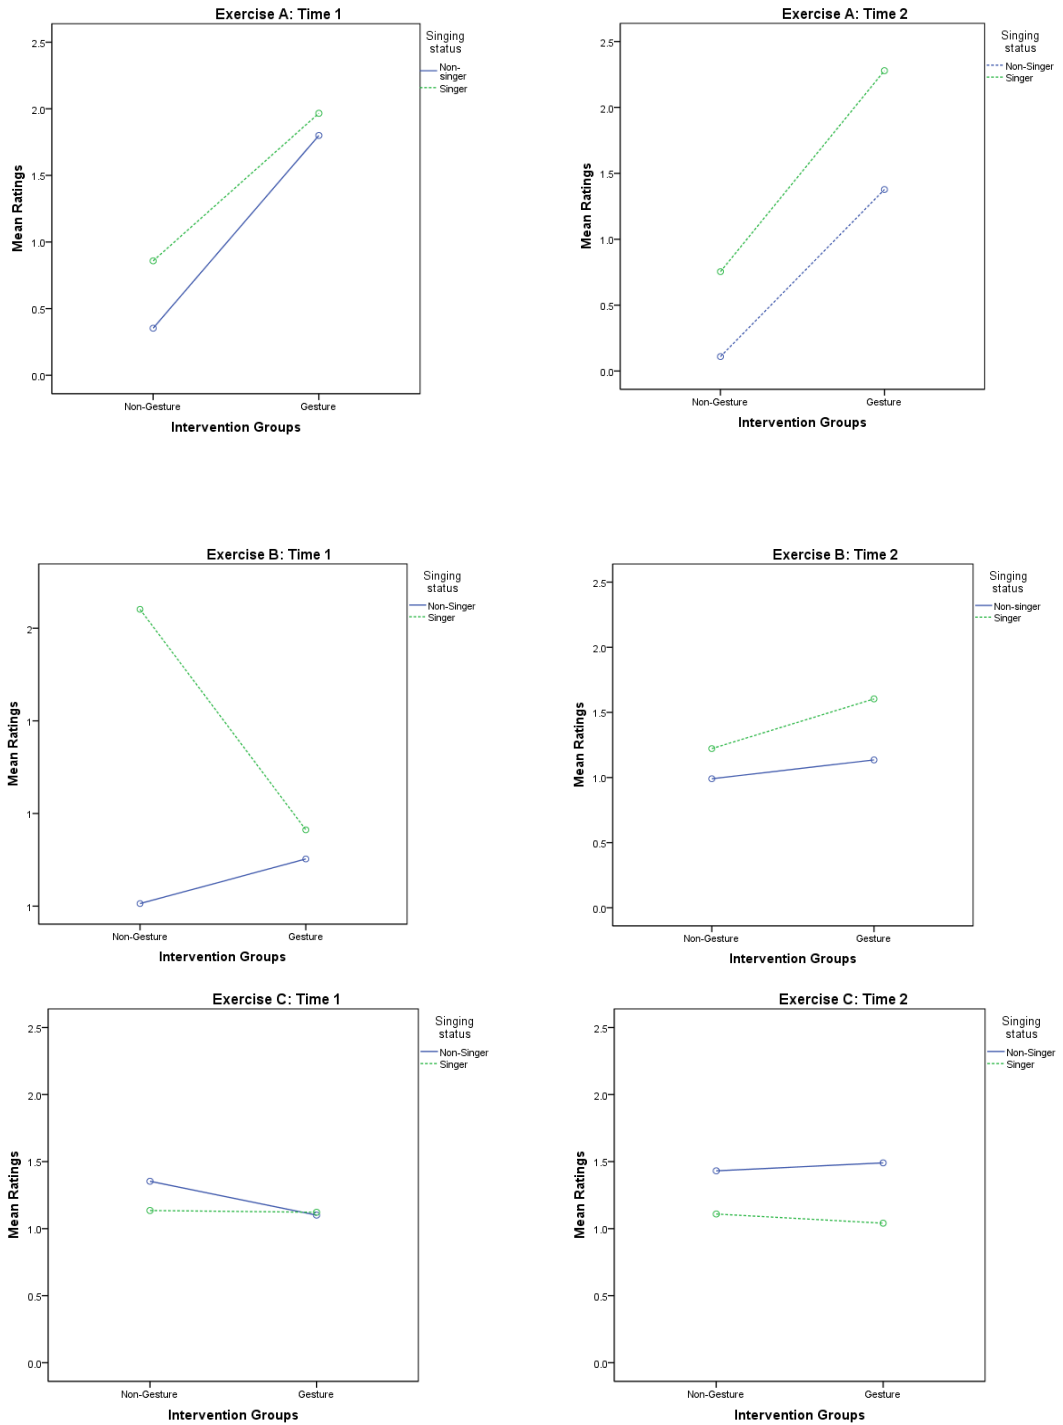 Exercise A: Time 1
Singing
status
Non-
singer
Singer
2.5
2.0
1.5
1.0
0.5
0.0
Mean Ratings
Non-Gesture
Gesture
Intervention Groups
Exercise A: Time 2
Singing
status
Non-Singer
Singer
2.5
2.0
1.5
1.0
0.5
0.0
Mean Ratings
Non-Gesture
Gesture
Intervention Groups
Exercise B: Time 1
Singing
status
Non-Singer
Singer
2
1
1
1
Mean Ratings
Non-Gesture
Gesture
Intervention Groups
Exercise B: Time 2
Singing
status
Non-singer
Singer
2.5
2.0
1.5
1.0
0.5
0.0
Mean Ratings
Non-Gesture
Gesture
Intervention Groups
Exercise C: Time 1
Singing
status
Non-Singer
Singer
2.5
2.0
1.5
1.0
0.5
0.0
Mean Ratings
Non-Gesture
Gesture
Intervention Groups
Exercise C: Time 2
Singing
status
Non-Singer
Singer
2.5
2.0
1.5
1.0
0.5
0.0
Mean Ratings
Non-Gesture
Gesture
Intervention Groups